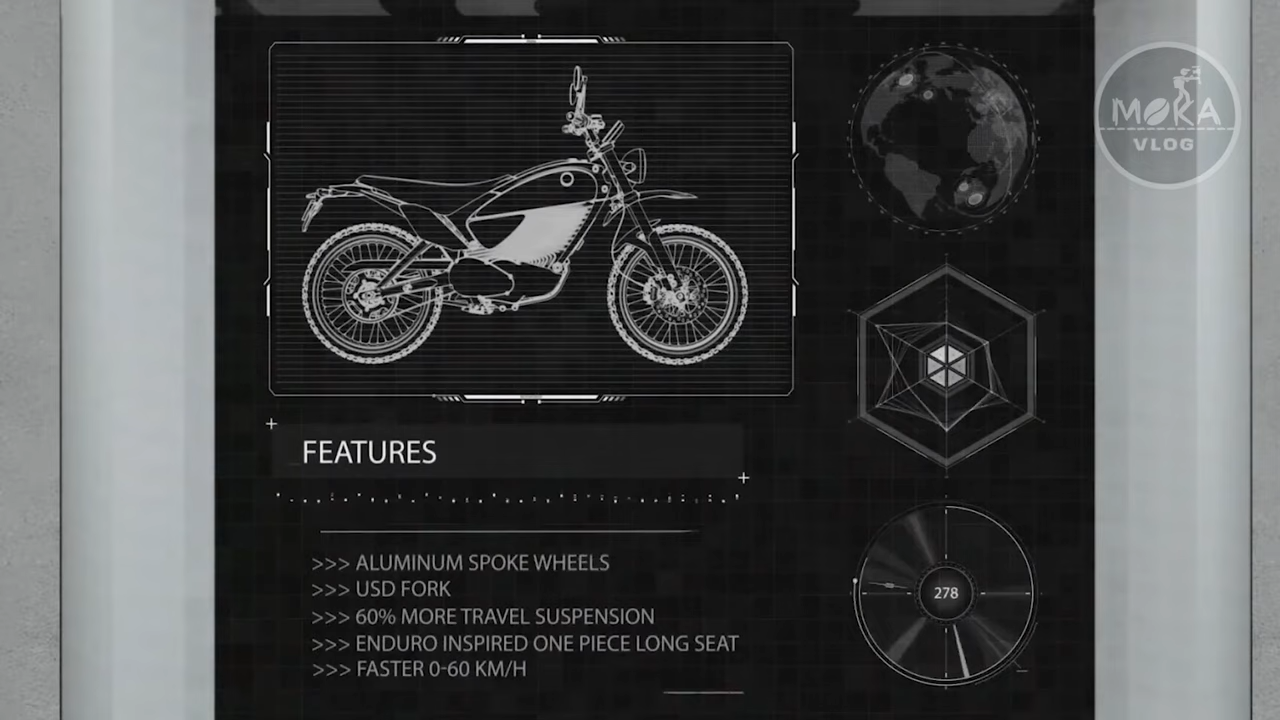 MOKA
VLOG
FEATURES
>>> ALUMINUM SPOKE WHEELS
>>> USD FORK
>>> 60% MORE TRAVEL SUSPENSION
>>> ENDURO INSPIRED ONE PIECE LONG SEAT
>>> FASTER 0-60 KM/H
278